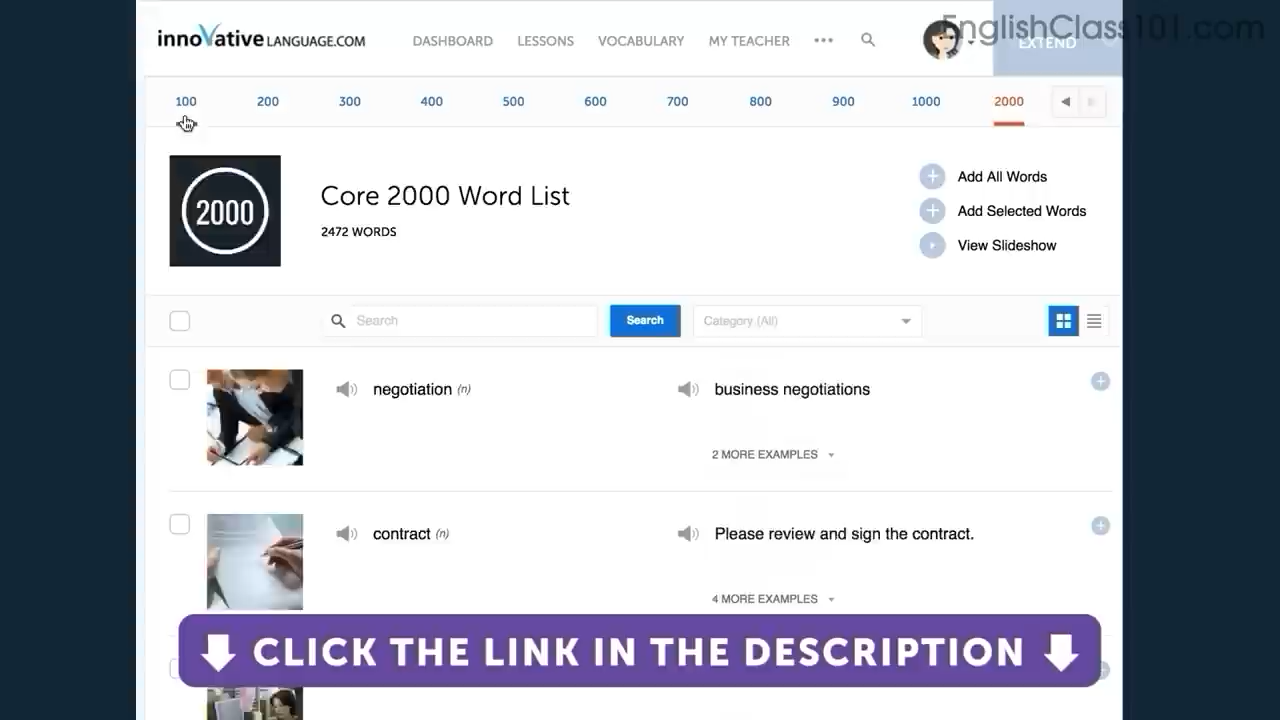 EnglishClass101.com
innoVative LANGUAGE.COM DASHBOARD LESSONS VOCABULARY MY TEACHER ••• EXTEND
100 200 300 400 500 600 700 800 900 1000 2000
2000
Core 2000 Word List
2472 WORDS
Add All Words
Add Selected Words
View Slideshow
Search Search Category (All)
negotiation (n) business negotiations
2 MORE EXAMPLES
contract (n) Please review and sign the contract.
4 MORE EXAMPLES
CLICK THE LINK IN THE DESCRIPTION